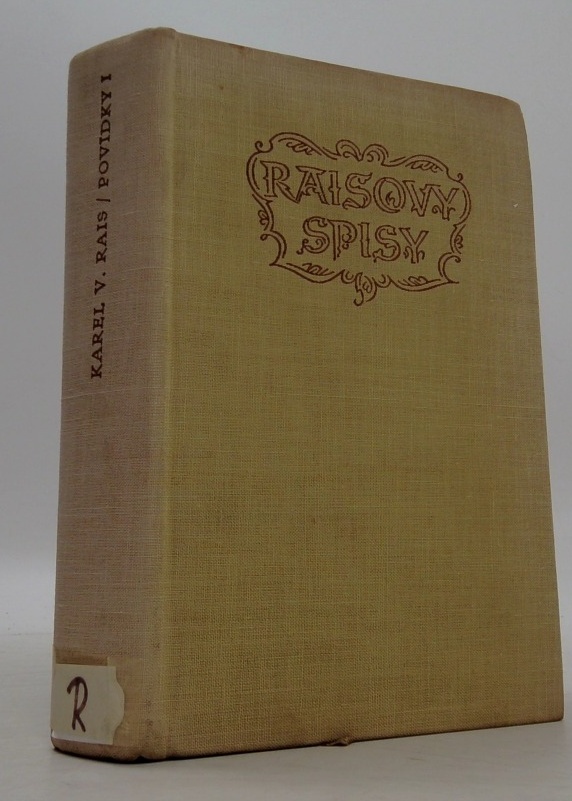 KAREL V. RAIS / POVÍDKY I
RAISOVY
SPISY
R